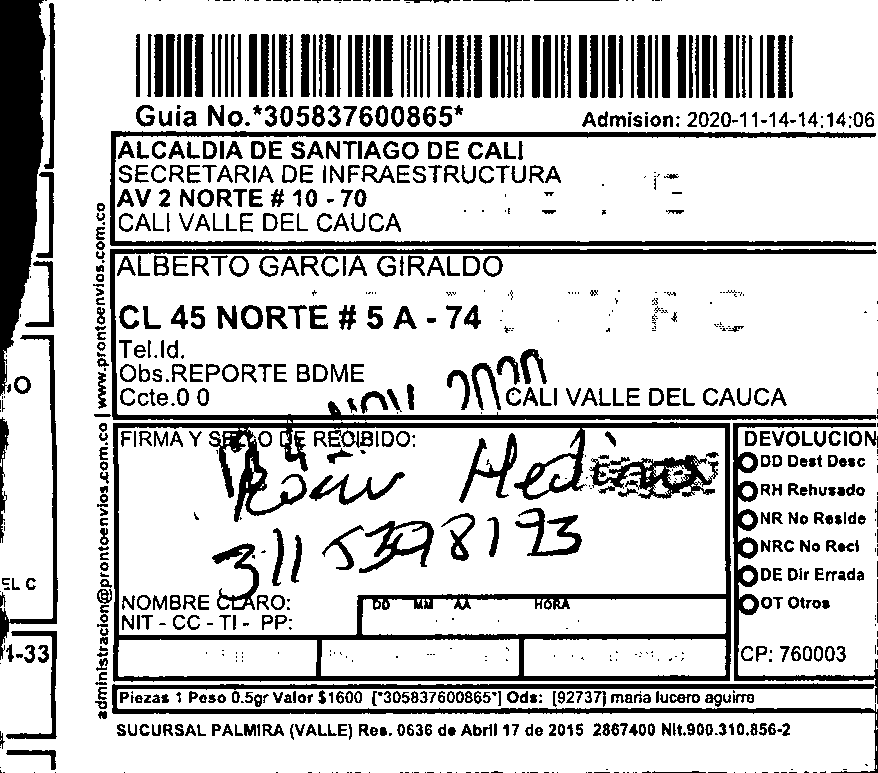 Guia No.*305837600865*
Admision: 2020-11-14-14:14:06
ALCALDIA DE SANTIAGO DE CALI
SECRETARIA DE INFRAESTRUCTURA
AV 2 NORTE # 10 - 70
CALI VALLE DEL CAUCA
ALBERTO GARCIA GIRALDO
CL 45 NORTE # 5 A - 74
Tel.Id.
Obs.REPORTE BDME
Ccte.0 0
NOV 2020
CALI VALLE DEL CAUCA
www.prontoenvios.com.co
administracion@prontoenvios.com.co
FIRMA Y SELLO DE RECIBIDO:
Medina
3115398193
NOMBRE CLARO:
NIT - CC - TI - PP:
DD MM AA HORA
DEVOLUCION
DD Dest Desc
RH Rehusado
NR No Reside
NRC No Reci
DE Dir Errada
OT Otros
CP: 760003
Piezas 1 Peso 0.5gr Valor $1600 [*305837600865*] Ods: [92737] maria lucero aguirre
SUCURSAL PALMIRA (VALLE) Res. 0636 de Abril 17 de 2015 2867400 Nit.900.310.856-2
EL C
-33